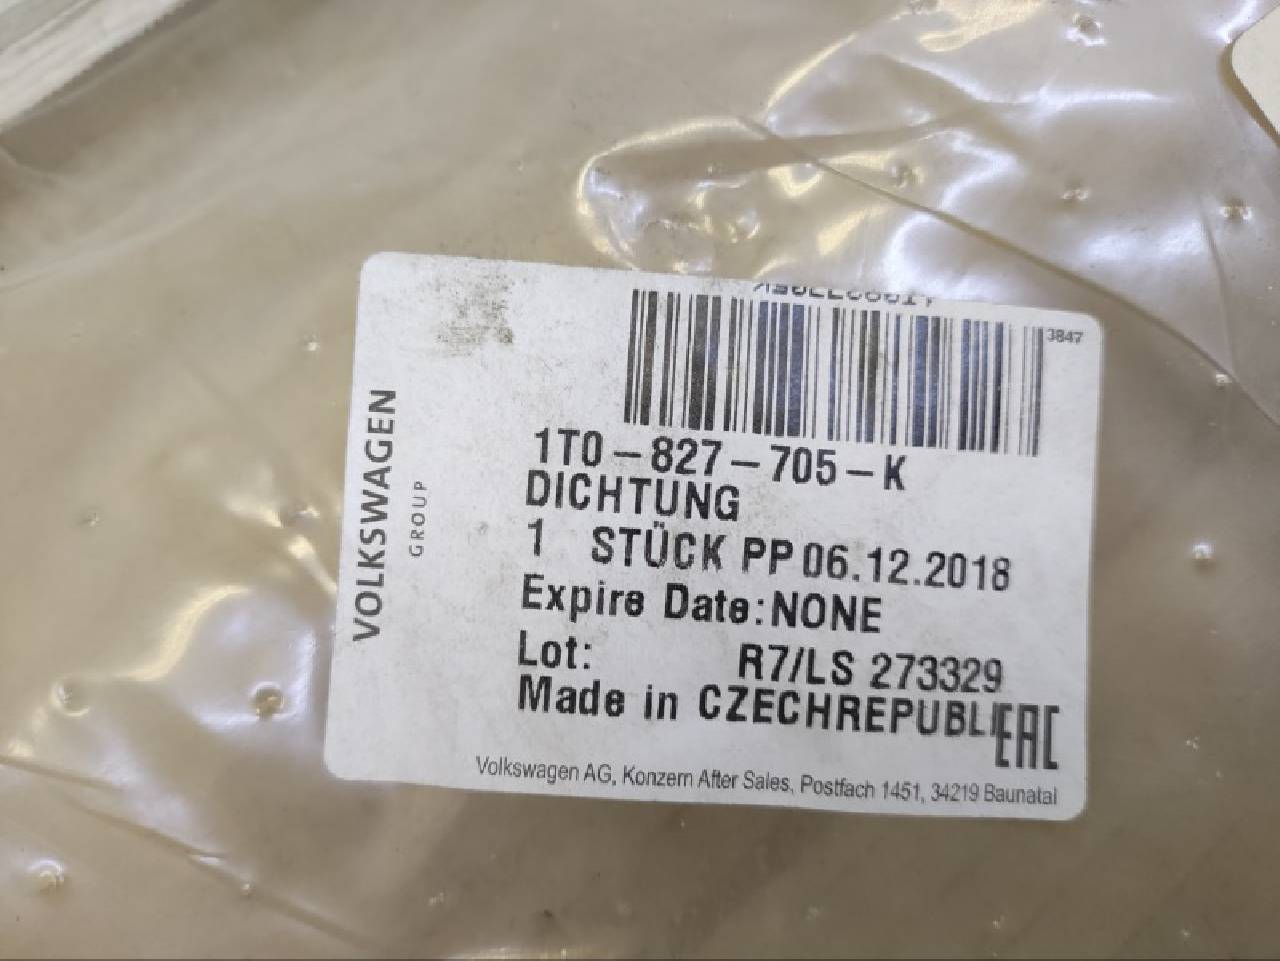 3847
1T0-827-705-K
DICHTUNG
1 STÜCK PP 06.12.2018
Expire Date:NONE
Lot: R7/LS 273329
Made in CZECHREPUBLI
EAC
Volkswagen AG, Konzern After Sales, Postfach 1451, 34219 Baunatal
VOLKSWAGEN
GROUP